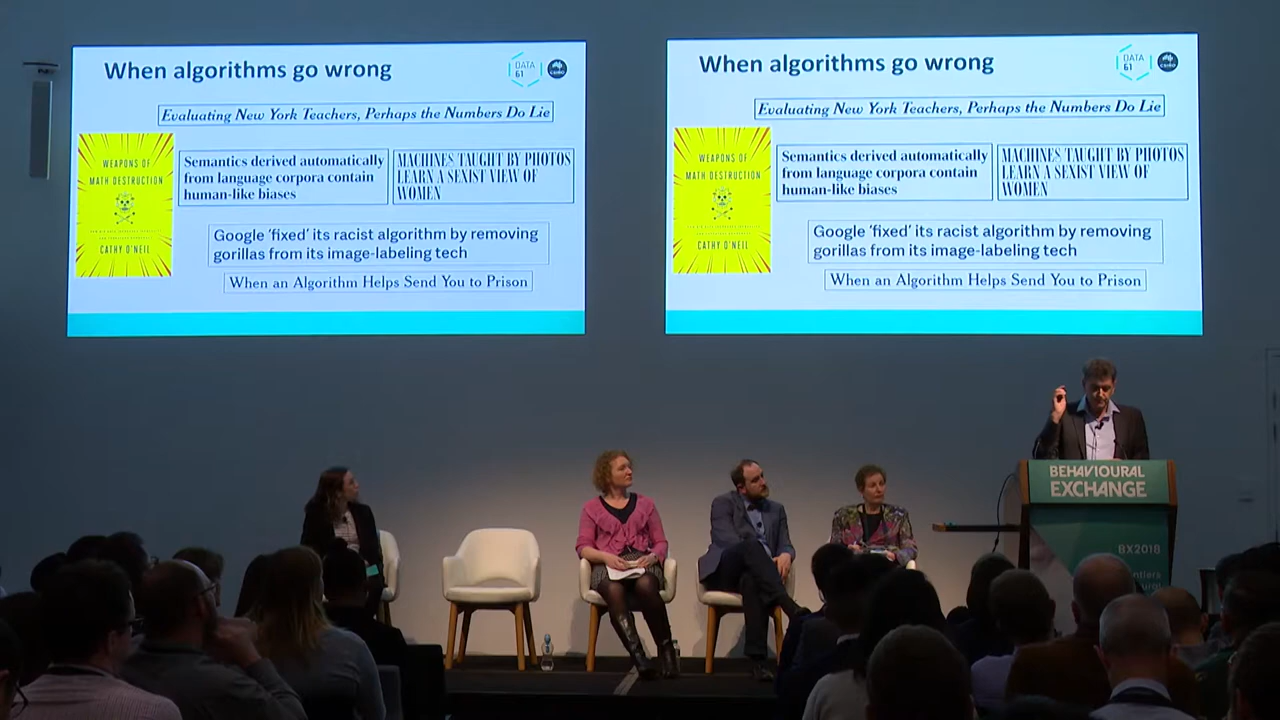 When algorithms go wrong
DATA
61
CSIRO
Evaluating New York Teachers, Perhaps the Numbers Do Lie
WEAPONS OF
MATH DESTRUCTION
CATHY O'NEIL
Semantics derived automatically
from language corpora contain
human-like biases
MACHINES TAUGHT BY PHOTOS
LEARN A SEXIST VIEW OF
WOMEN
Google 'fixed' its racist algorithm by removing
gorillas from its image-labeling tech
When an Algorithm Helps Send You to Prison
When algorithms go wrong
DATA
61
CSIRO
Evaluating New York Teachers, Perhaps the Numbers Do Lie
WEAPONS OF
MATH DESTRUCTION
CATHY O'NEIL
Semantics derived automatically
from language corpora contain
human-like biases
MACHINES TAUGHT BY PHOTOS
LEARN A SEXIST VIEW OF
WOMEN
Google 'fixed' its racist algorithm by removing
gorillas from its image-labeling tech
When an Algorithm Helps Send You to Prison
BEHAVIOURAL
EXCHANGE
BX2018